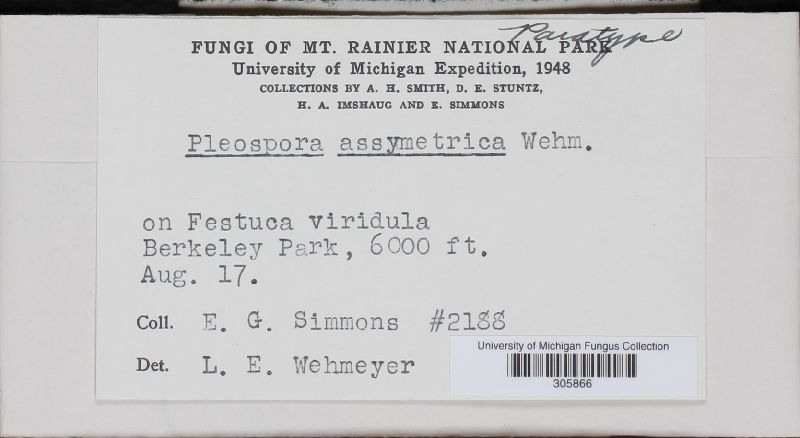 Paratype
FUNGI OF MT. RAINIER NATIONAL PARK
University of Michigan Expedition, 1948
COLLECTIONS BY A. H. SMITH, D. E. STUNTZ,
H. A. IMSHAUG AND E. SIMMONS
Pleospora assymetrica Wehm.
on Festuca viridula
Berkeley Park, 6000 ft.
Aug. 17.
Coll. E. G. Simmons #2188
Det. L. E. Wehmeyer
University of Michigan Fungus Collection
305866